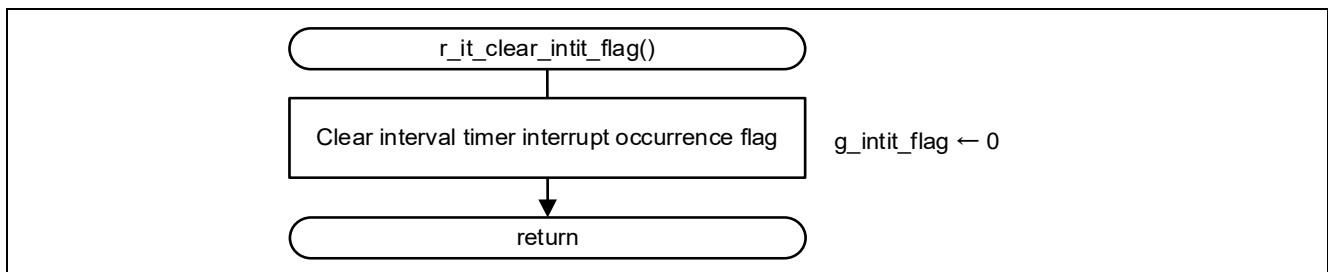 r_it_clear_intit_flag()
Clear interval timer interrupt occurrence flag
g_intit_flag ← 0
return